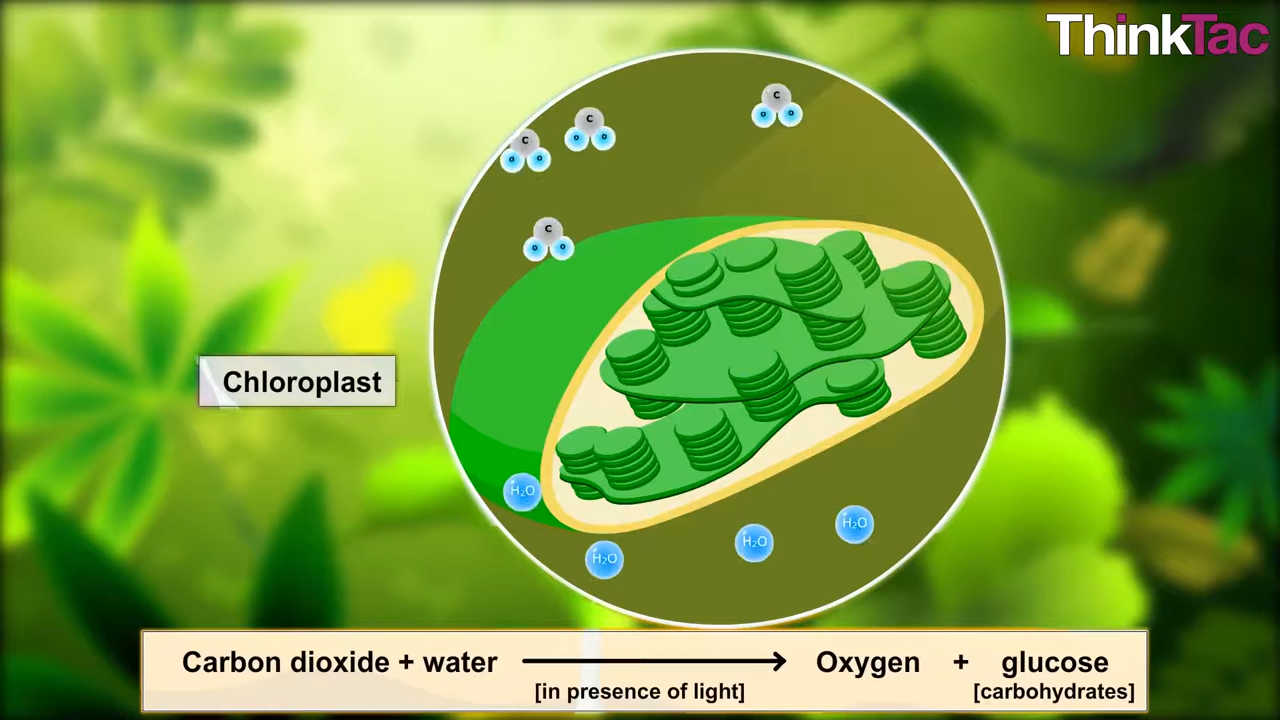 ThinkTac
C
O O
C
O O
C
O O
C
O O
Chloroplast
H₂O
H₂O
H₂O
H₂O
Carbon dioxide + water → Oxygen + glucose
[in presence of light] [carbohydrates]